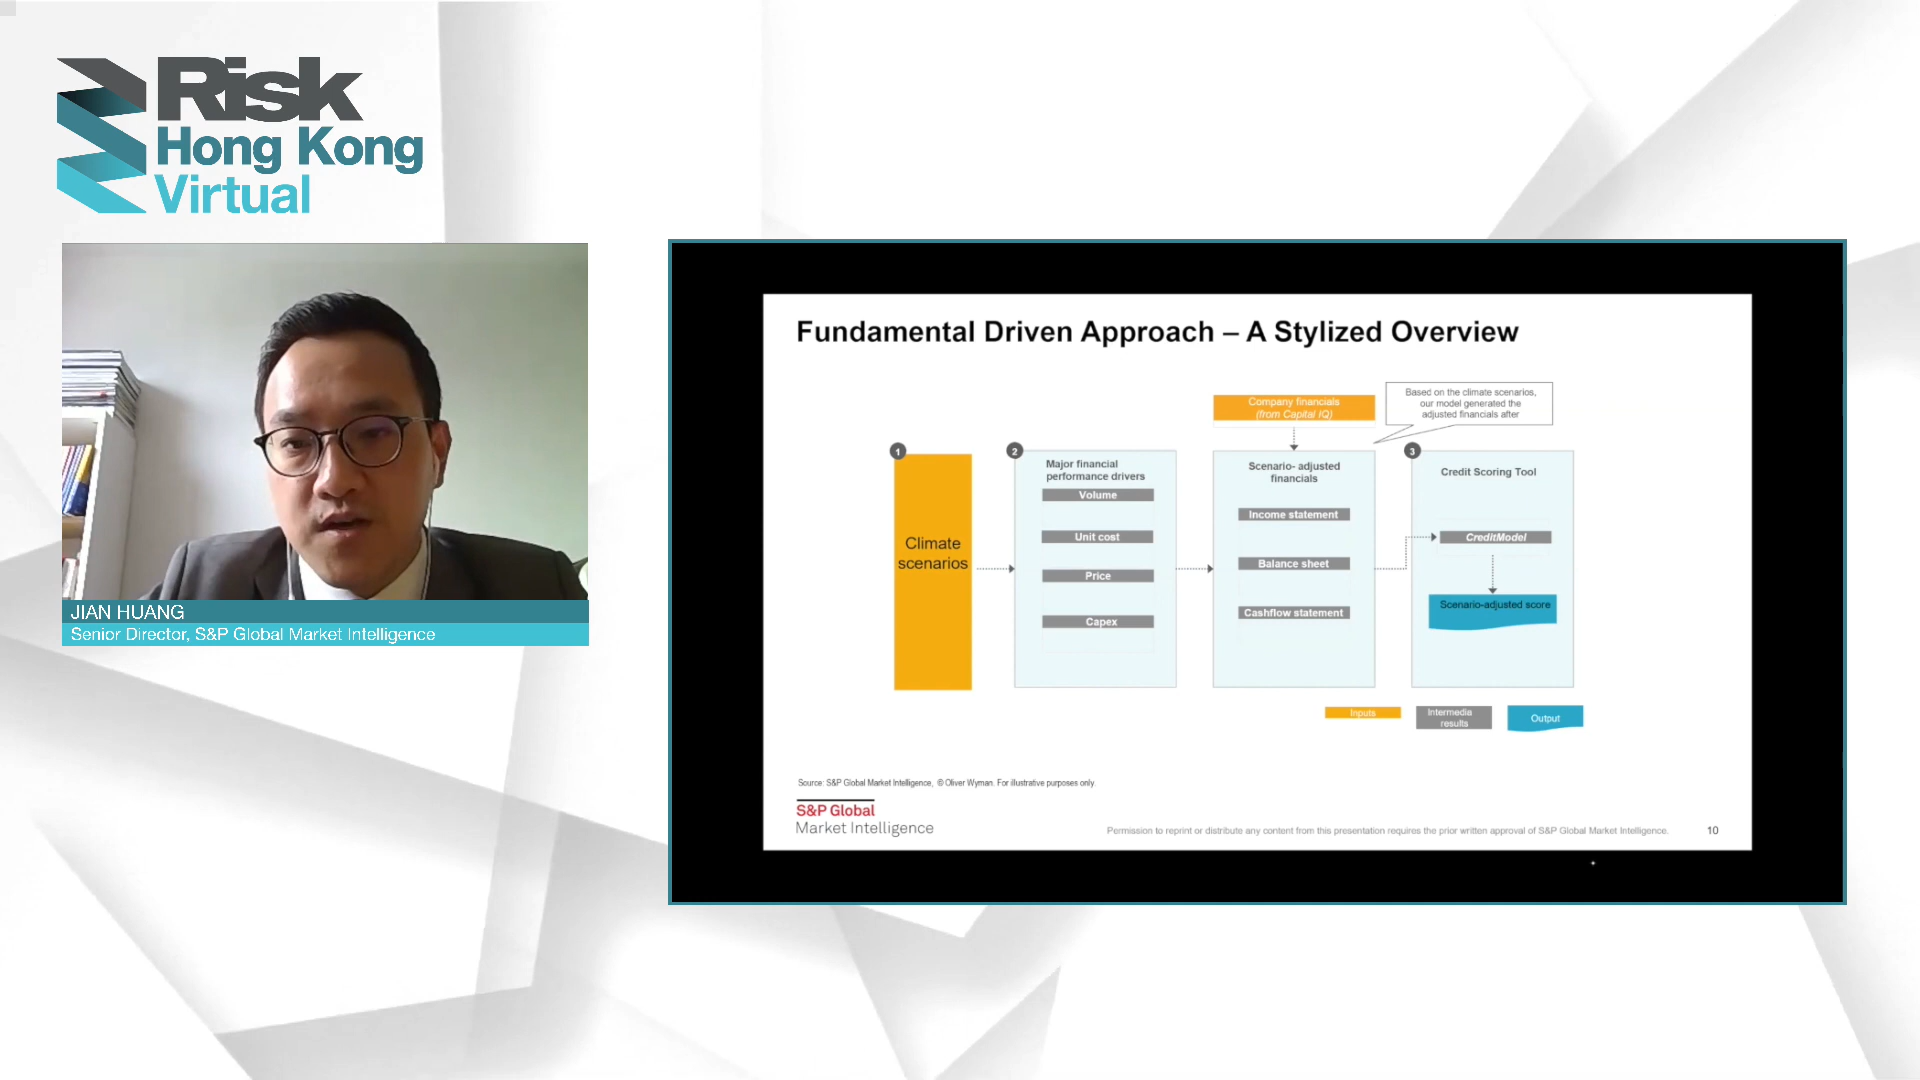 Risk
Hong Kong
Virtual
JIAN HUANG
Senior Director, S&P Global Market Intelligence
Fundamental Driven Approach – A Stylized Overview
Company financials
(from Capital IQ)
Based on the climate scenarios,
our model generated the
adjusted financials after
1
Climate
scenarios
2
Major financial
performance drivers
Volume
Unit cost
Price
Capex
Scenario- adjusted
financials
Income statement
Balance sheet
Cashflow statement
3
Credit Scoring Tool
CreditModel
Scenario-adjusted score
Inputs
Intermedia
results
Output
Source: S&P Global Market Intelligence, © Oliver Wyman. For illustrative purposes only.
S&P Global
Market Intelligence
Permission to reprint or distribute any content from this presentation requires the prior written approval of S&P Global Market Intelligence.
10